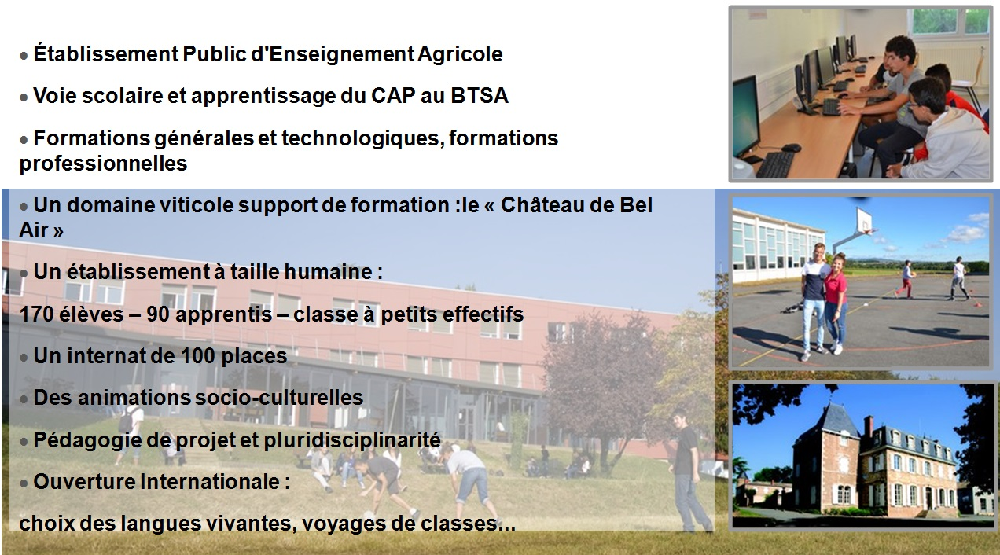 • Établissement Public d'Enseignement Agricole
• Voie scolaire et apprentissage du CAP au BTSA
• Formations générales et technologiques, formations
professionnelles
• Un domaine viticole support de formation :le « Château de Bel
Air »
• Un établissement à taille humaine :
170 élèves – 90 apprentis – classe à petits effectifs
• Un internat de 100 places
• Des animations socio-culturelles
• Pédagogie de projet et pluridisciplinarité
• Ouverture Internationale :
choix des langues vivantes, voyages de classes...